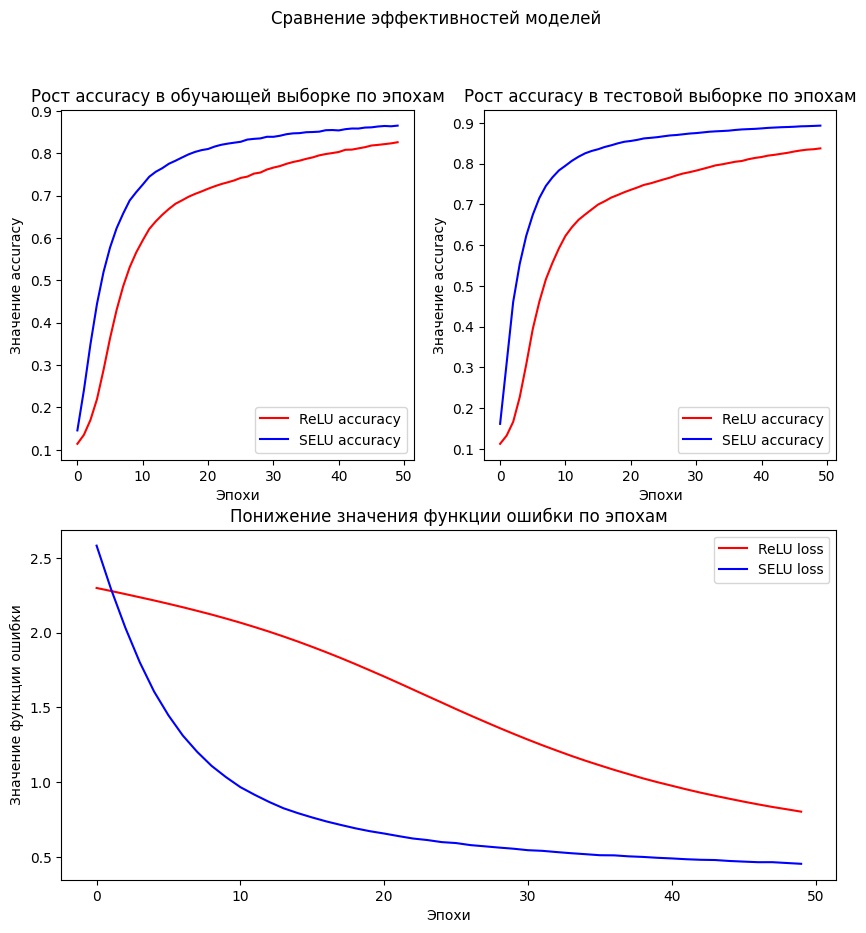 Сравнение эффективностей моделей
Рост accuracy в обучающей выборке по эпохам
Значение accuracy
0.9
0.8
0.7
0.6
0.5
0.4
0.3
0.2
0.1
0 10 20 30 40 50
Эпохи
ReLU accuracy
SELU accuracy
Рост accuracy в тестовой выборке по эпохам
Значение accuracy
0.9
0.8
0.7
0.6
0.5
0.4
0.3
0.2
0.1
0 10 20 30 40 50
Эпохи
ReLU accuracy
SELU accuracy
Понижение значения функции ошибки по эпохам
Значение функции ошибки
2.5
2.0
1.5
1.0
0.5
0 10 20 30 40 50
Эпохи
ReLU loss
SELU loss